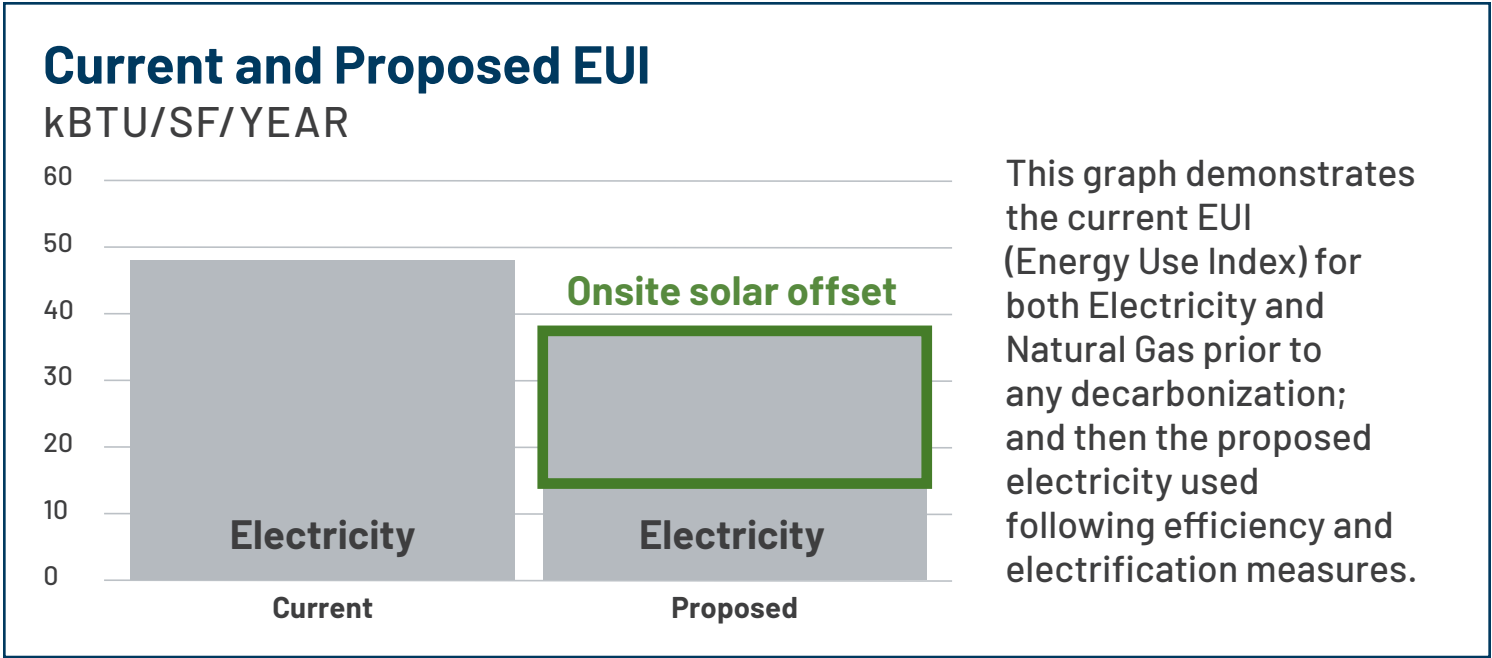 Current and Proposed EUI
kBTU/SF/YEAR
60
50
40
30
20
10
0
Onsite solar offset
Electricity
Electricity
Current
Proposed
This graph demonstrates
the current EUI
(Energy Use Index) for
both Electricity and
Natural Gas prior to
any decarbonization;
and then the proposed
electricity used
following efficiency and
electrification measures.